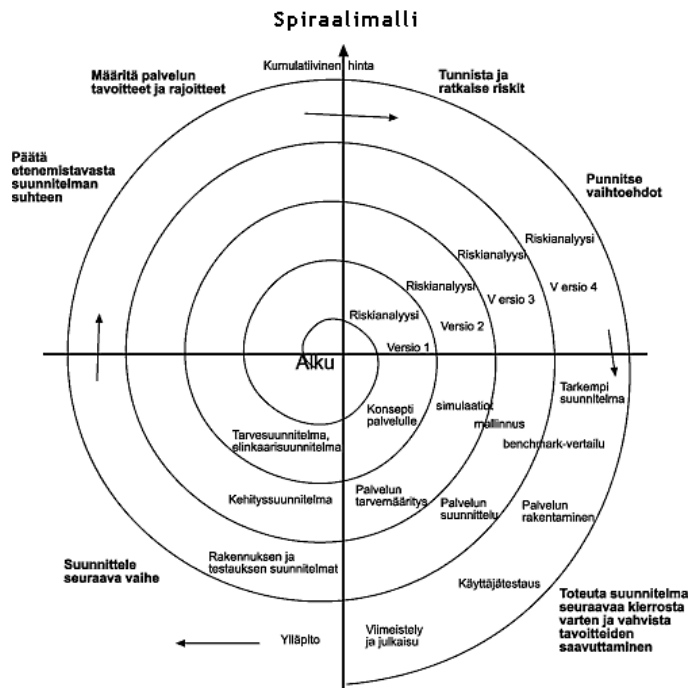 Spiraalimalli
Kumulatiivinen hinta
Määritä palvelun
tavoitteet ja rajoitteet
Tunnista ja
ratkaise riskit
Päätä
etenemistavasta
suunnitelman
suhteen
Punnitse
vaihtoehdot
Riskianalyysi
Riskianalyysi
Riskianalyysi
Riskianalyysi
V ersio 4
V ersio 3
Versio 2
Versio 1
Alku
Tarkempi
suunnitelma
Konsepti
palvelulle
simulaatiot
mallinnus
benchmark-vertailu
Tarvesuunnitelma,
elinkaarisuunnitelma
Kehityssuunnitelma
Palvelun
tarvemääritys
Palvelun
suunnittelu
Palvelun
rakentaminen
Suunnittele
seuraava vaihe
Rakennuksen ja
testauksen suunnitelmat
Käyttäjätestaus
Toteuta suunnitelma
seuraavaa kierrosta
varten ja vahvista
tavoitteiden
saavuttaminen
Ylläpito
Viimeistely
ja julkaisu